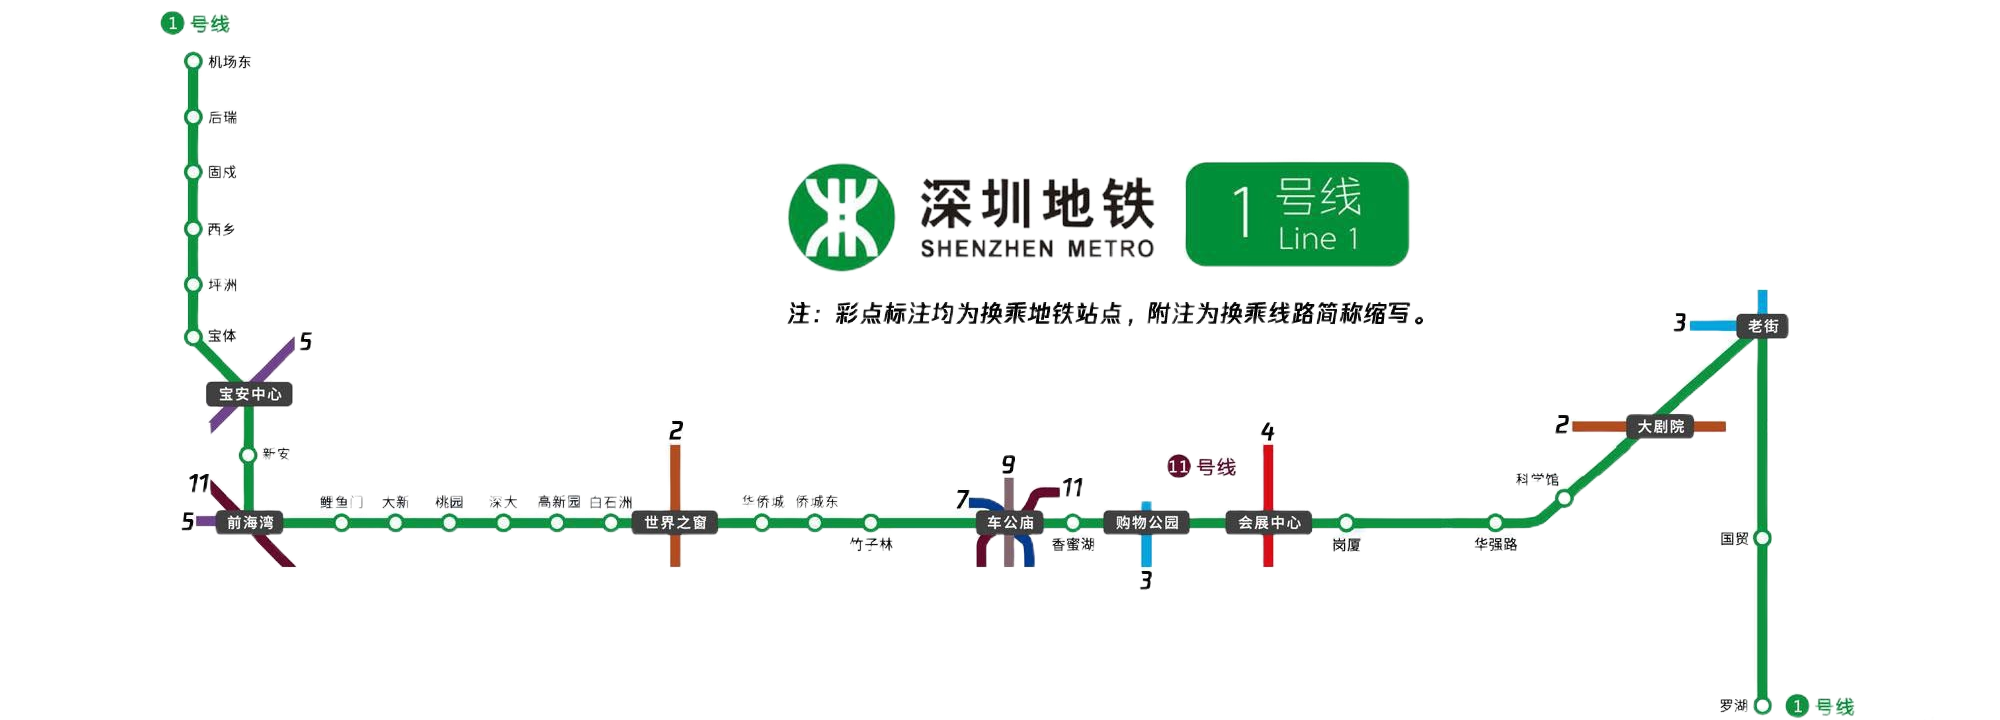 1 号线
机场东
后瑞
固戍
西乡
坪洲
宝体
5
宝安中心
新安
11
5
前海湾
鲤鱼门
大新
桃园
深大
高新园
白石洲
2
世界之窗
华侨城
侨城东
竹子林
深圳地铁
SHENZHEN METRO
1
号线
Line 1
注：彩点标注均为换乘地铁站点，附注为换乘线路简称缩写。
9
7
11
车公庙
香蜜湖
购物公园
3
11 号线
4
会展中心
岗厦
华强路
科学馆
2
大剧院
3
老街
国贸
罗湖
1 号线